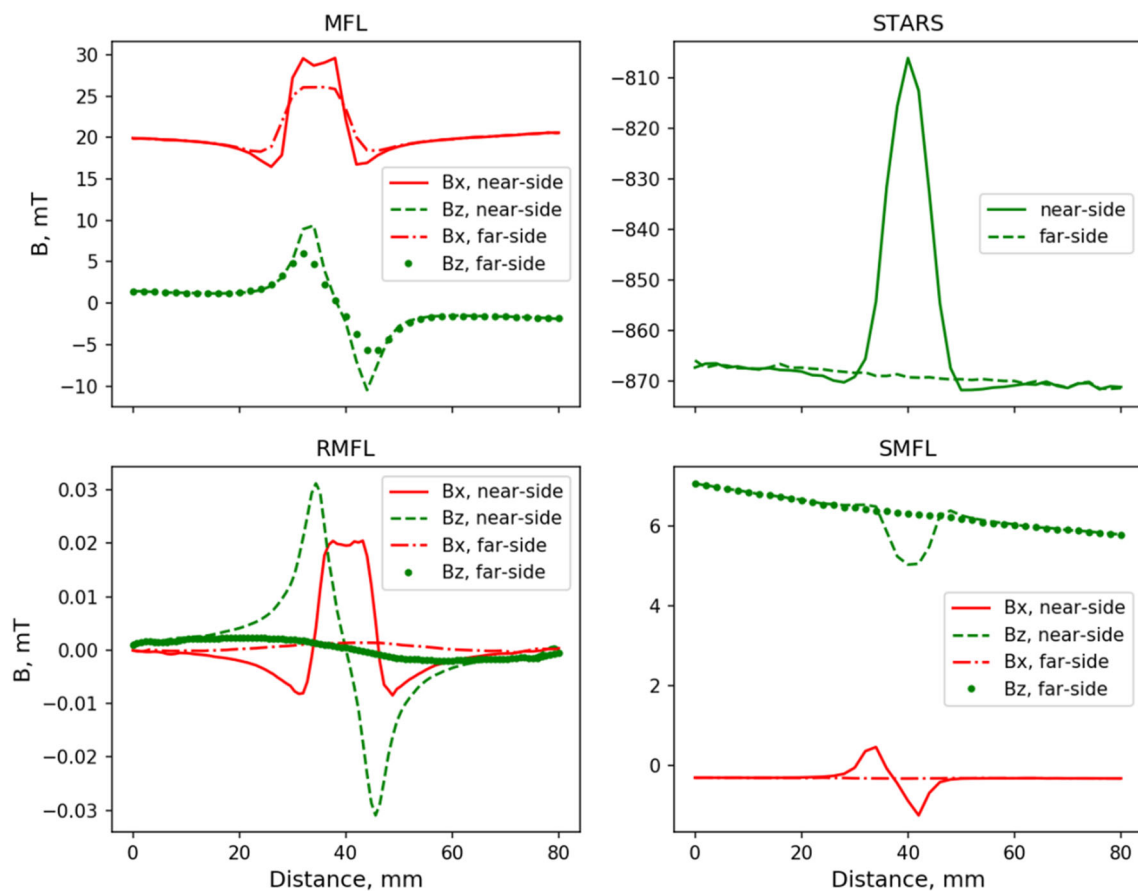 MFL
30
25
20
15
10
5
0
−5
−10
B, mT
Bx, near-side
Bz, near-side
Bx, far-side
Bz, far-side
STARS
−810
−820
−830
−840
−850
−860
−870
near-side
far-side
RMFL
0.03
0.02
0.01
0.00
−0.01
−0.02
−0.03
B, mT
Bx, near-side
Bz, near-side
Bx, far-side
Bz, far-side
0 20 40 60 80
Distance, mm
SMFL
6
4
2
0
Bx, near-side
Bz, near-side
Bx, far-side
Bz, far-side
0 20 40 60 80
Distance, mm